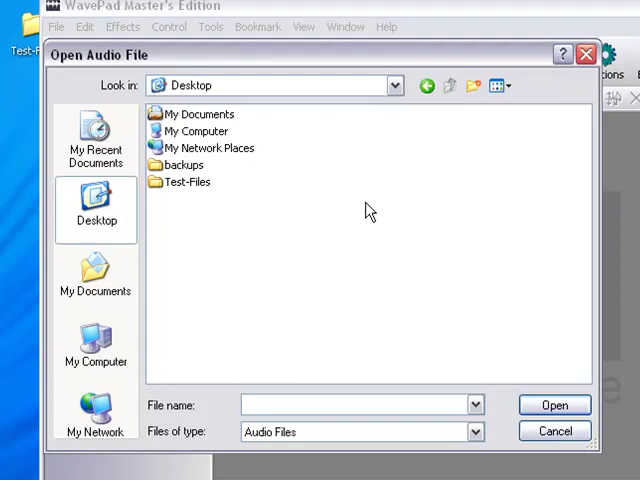 WavePad Master's Edition
File Edit Effects Control Tools Bookmark View Window Help
Test-F
Open Audio File
Look in: Desktop
My Documents
My Computer
My Network Places
backups
Test-Files
My Recent
Documents
Desktop
My Documents
My Computer
My Network
File name:
Open
Files of type: Audio Files
Cancel